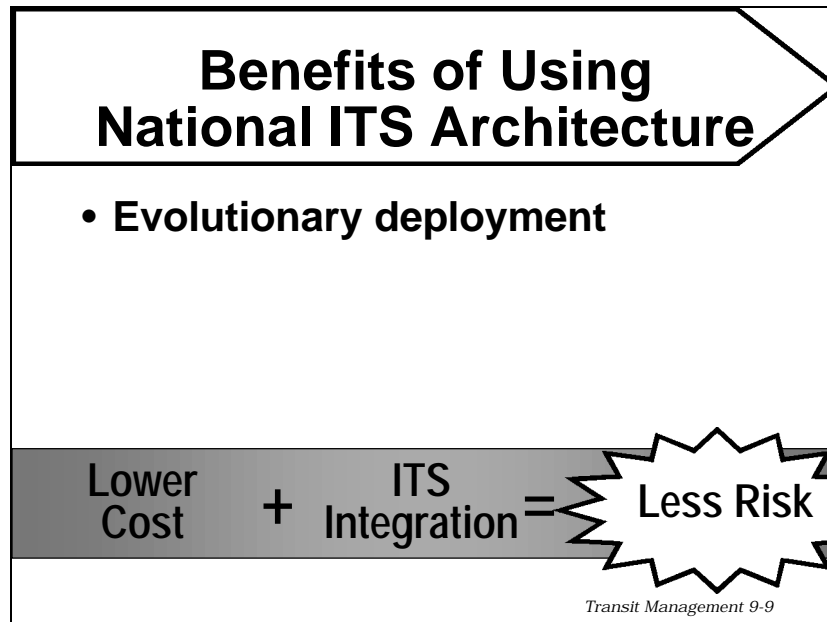 Benefits of Using
National ITS Architecture
• Evolutionary deployment
Lower
Cost
+
ITS
Integration
=
Less Risk
Transit Management 9-9